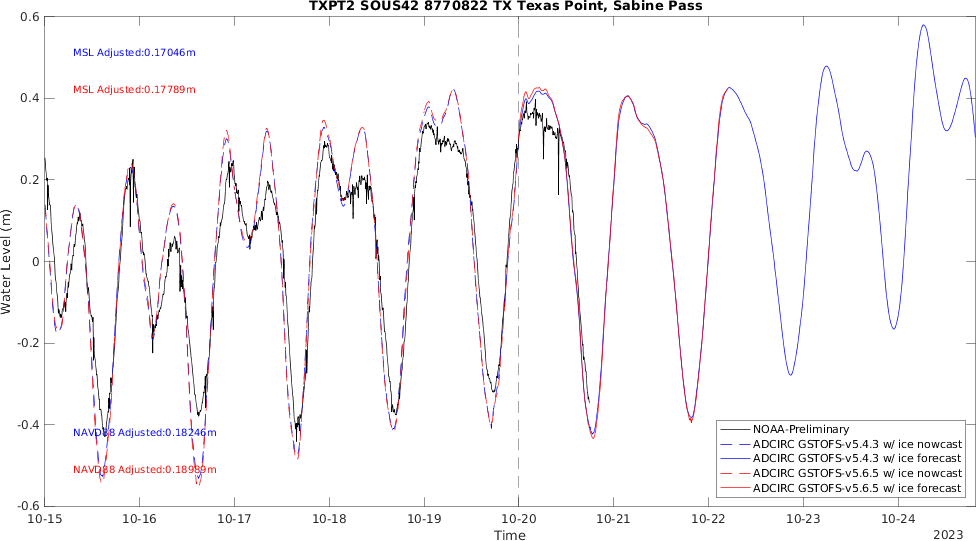 TXPT2 SOUS42 8770822 TX Texas Point, Sabine Pass
0.6
MSL Adjusted:0.17046m
0.4
MSL Adjusted:0.17789m
0.2
Water Level (m)
0
-0.2
-0.4
NAVD88 Adjusted:0.18246m
NOAA-Preliminary
ADCIRC GSTOFS-v5.4.3 w/ ice nowcast
ADCIRC GSTOFS-v5.4.3 w/ ice forecast
NAVD88 Adjusted:0.18989m
ADCIRC GSTOFS-v5.6.5 w/ ice nowcast
ADCIRC GSTOFS-v5.6.5 w/ ice forecast
-0.6
10-15 10-16 10-17 10-18 10-19 10-20 10-21 10-22 10-23 10-24
Time
2023